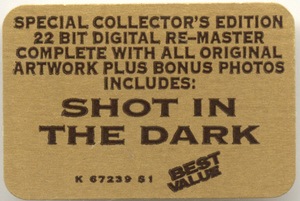 SPECIAL COLLECTOR'S EDITION
22 BIT DIGITAL RE-MASTER
COMPLETE WITH ALL ORIGINAL
ARTWORK PLUS BONUS PHOTOS
INCLUDES:
SHOT IN
THE DARK
K 67239 S1
BEST
VALUE